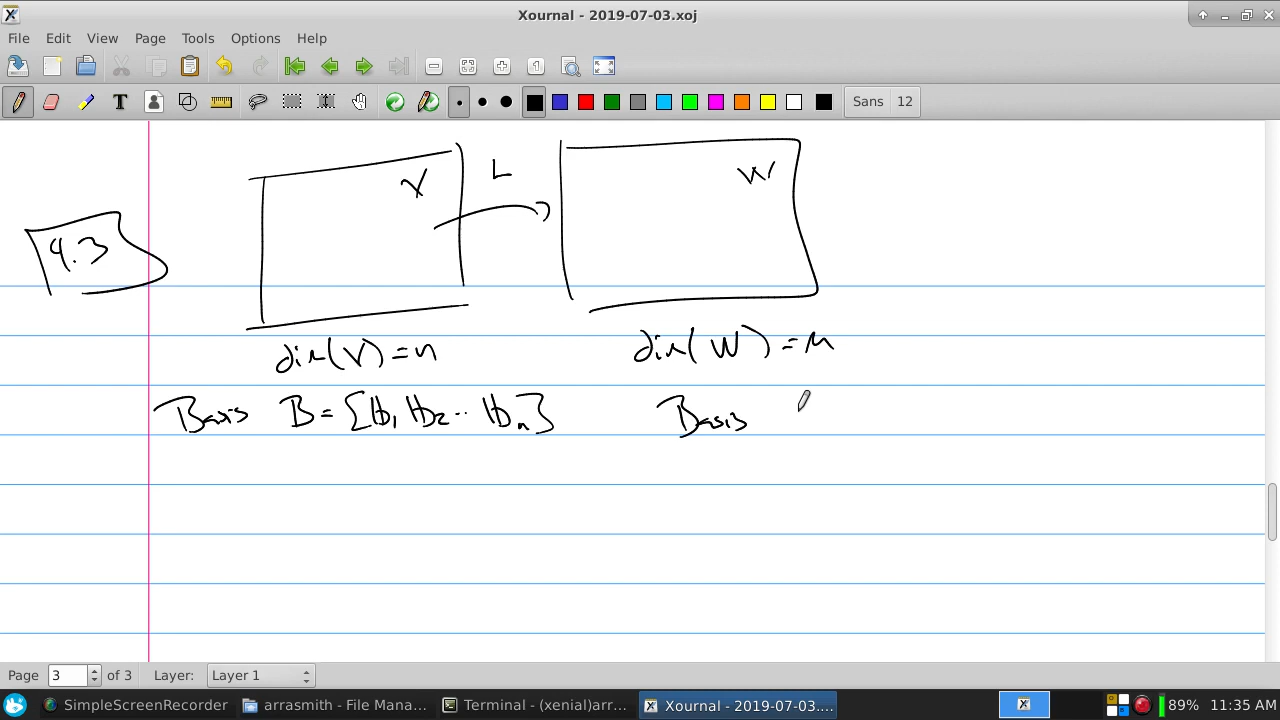 Xournal - 2019-07-03.xoj
File Edit View Page Tools Options Help
Sans 12
V L W
4.3
dim(V) = n dim(W) = m
Basis B = [b₁ b₂ ·· bₙ] Basis
Page 3 of 3 Layer: Layer 1
SimpleScreenRecorder arrasmith - File Man... Terminal - (xenial)arr... Xournal - 2019-07-03.... 89% 11:35 AM